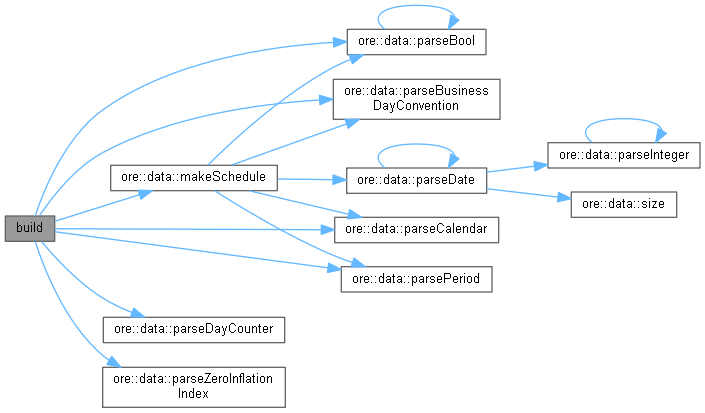 ore::data::parseBool
ore::data::parseBusiness
DayConvention
ore::data::parseInteger
ore::data::makeSchedule
ore::data::parseDate
ore::data::size
build
ore::data::parseCalendar
ore::data::parsePeriod
ore::data::parseDayCounter
ore::data::parseZeroInflation
Index